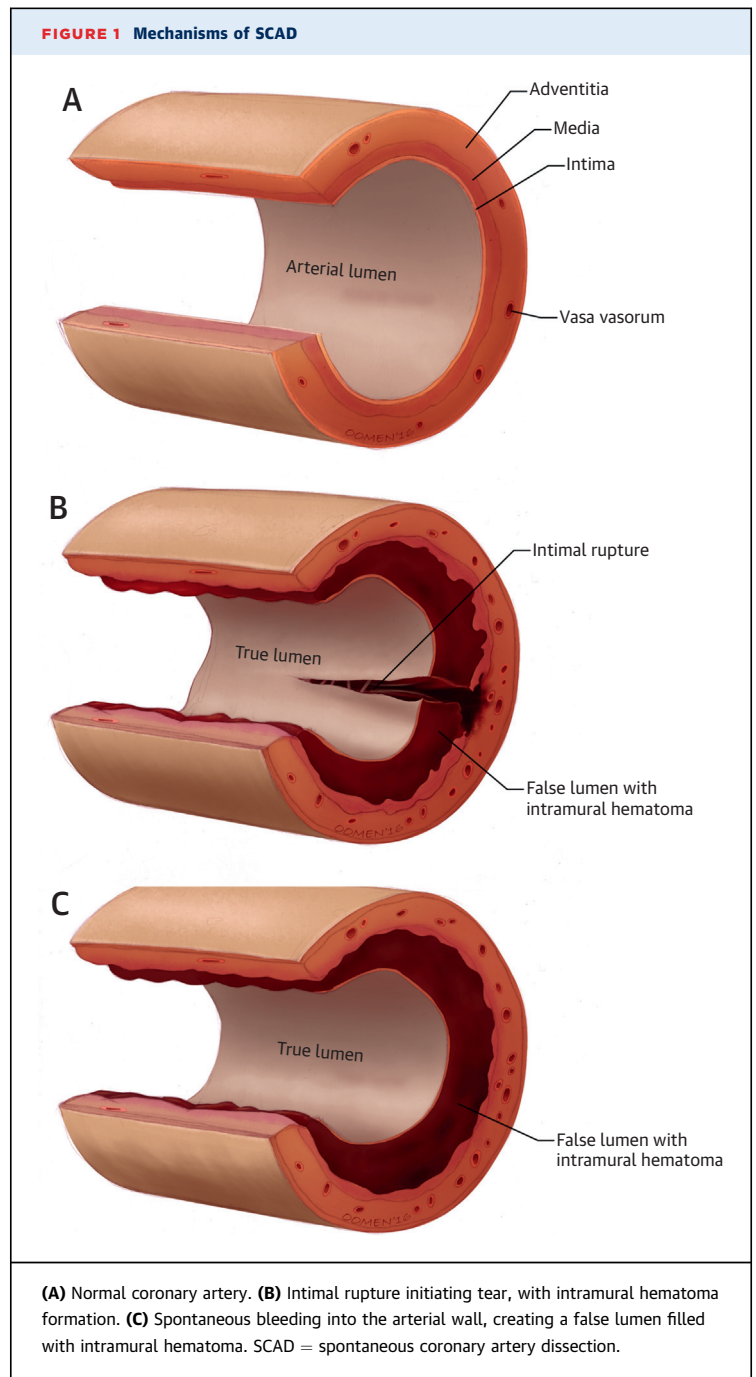 FIGURE 1 Mechanisms of SCAD
A
Adventitia
Media
Intima
Arterial lumen
Vasa vasorum
OOMEN'16
B
Intimal rupture
True lumen
False lumen with
intramural hematoma
OOMEN'16
C
True lumen
False lumen with
intramural hematoma
OOMEN'16
(A) Normal coronary artery. (B) Intimal rupture initiating tear, with intramural hematoma
formation. (C) Spontaneous bleeding into the arterial wall, creating a false lumen filled
with intramural hematoma. SCAD = spontaneous coronary artery dissection.